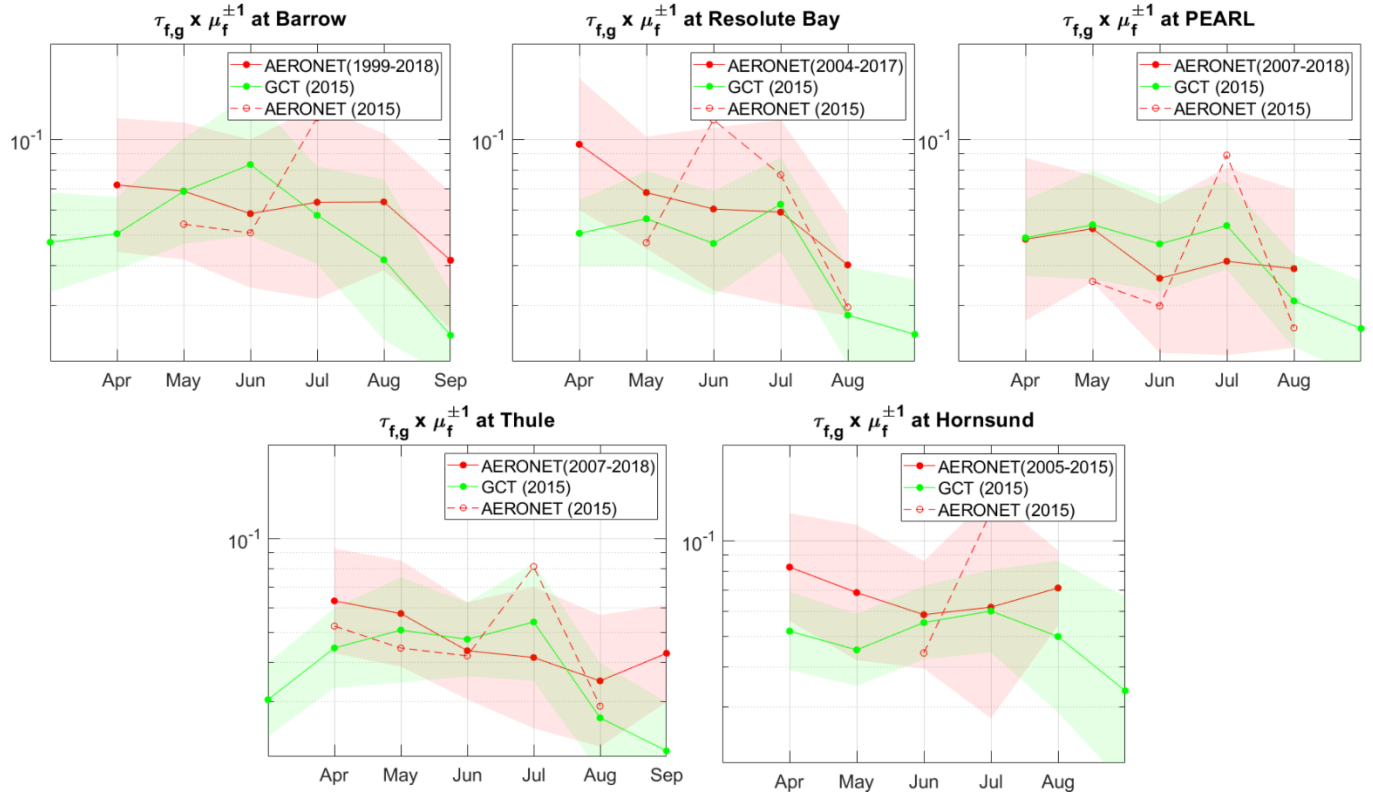 τf,g x μf±1 at Barrow
AERONET(1999-2018)
GCT (2015)
AERONET (2015)
10-1
Apr May Jun Jul Aug Sep
τf,g x μf±1 at Resolute Bay
AERONET(2004-2017)
GCT (2015)
AERONET (2015)
10-1
Apr May Jun Jul Aug
τf,g x μf±1 at PEARL
AERONET(2007-2018)
GCT (2015)
AERONET (2015)
10-1
Apr May Jun Jul Aug
τf,g x μf±1 at Thule
AERONET(2007-2018)
GCT (2015)
AERONET (2015)
10-1
Apr May Jun Jul Aug Sep
τf,g x μf±1 at Hornsund
AERONET(2005-2015)
GCT (2015)
AERONET (2015)
10-1
Apr May Jun Jul Aug